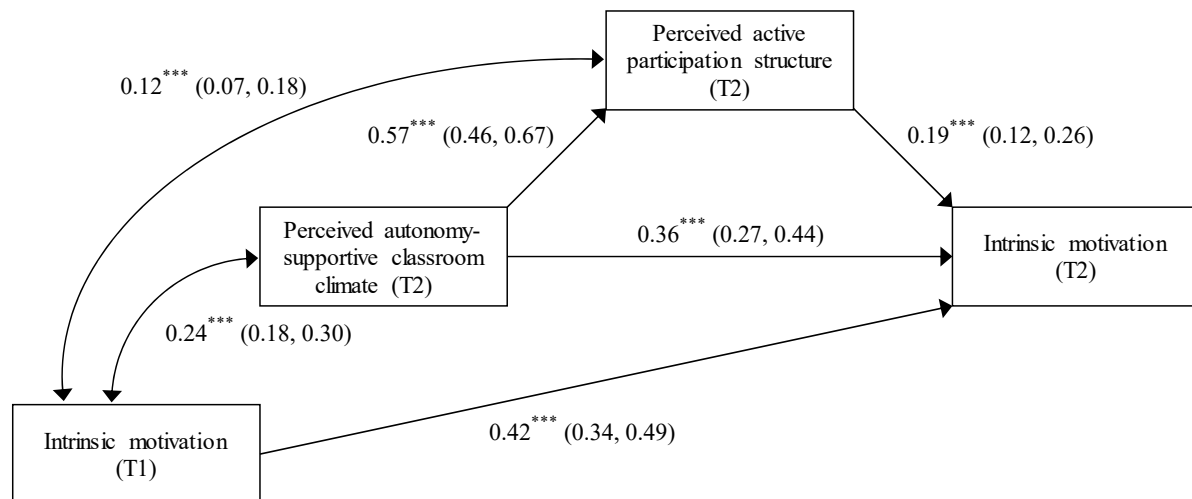 Perceived active
participation structure
(T2)
0.12*** (0.07, 0.18)
0.57*** (0.46, 0.67)
0.19*** (0.12, 0.26)
Perceived autonomy-
supportive classroom
climate (T2)
0.36*** (0.27, 0.44)
Intrinsic motivation
(T2)
0.24*** (0.18, 0.30)
Intrinsic motivation
(T1)
0.42*** (0.34, 0.49)